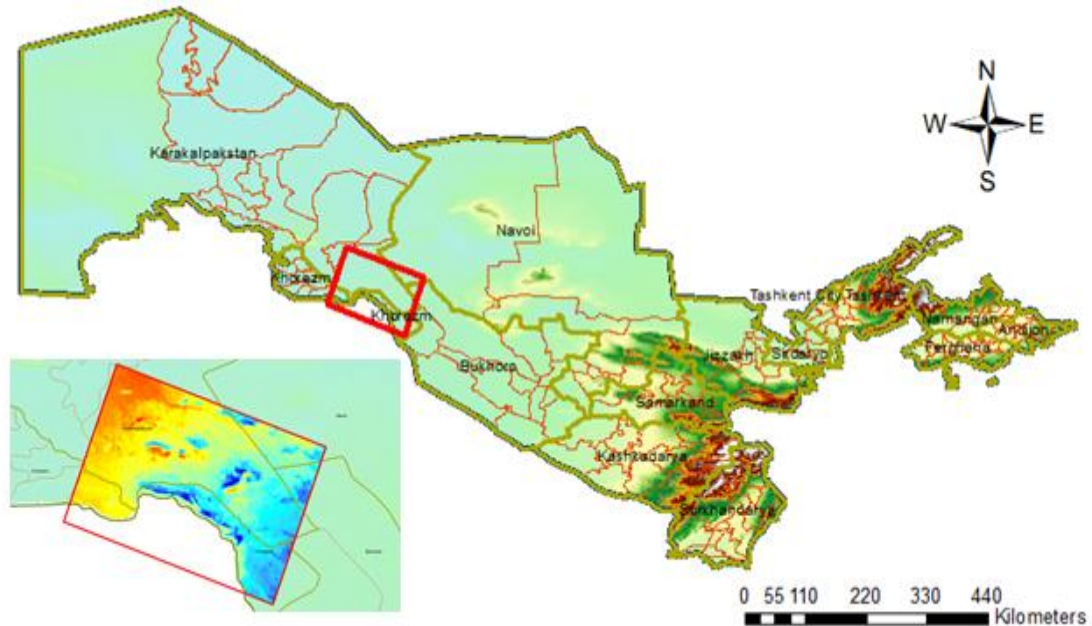 N
W E
S
Karakalpakstan
Navoi
Khorezm
Khorezm
Tashkent City Tashkent
Namangan
Andijon
Ferghana
Bukhoro
Jizzakh
Sirdaryo
Samarkand
Kashkadarya
Surkhandarya
0 55 110 220 330 440
Kilometers